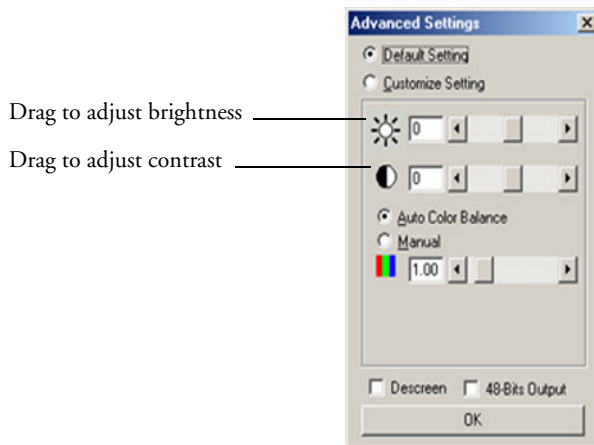 Advanced Settings
Default Setting
Customize Setting
Drag to adjust brightness
0
Drag to adjust contrast
0
Auto Color Balance
Manual
1.00
Descreen 48-Bits Output
OK